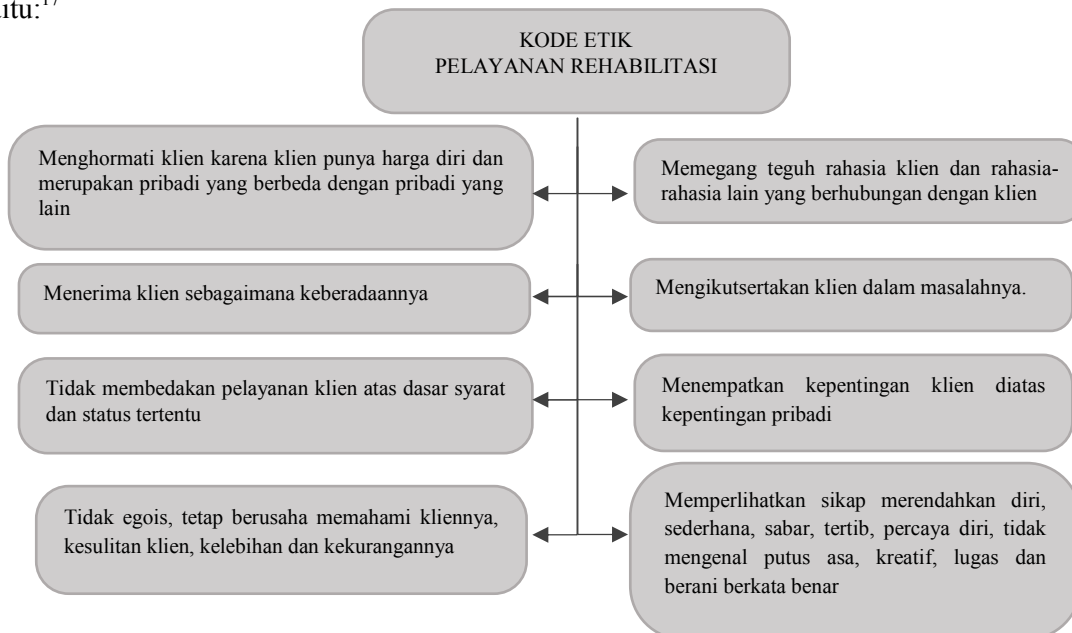 itu:17
KODE ETIK
PELAYANAN REHABILITASI
Menghormati klien karena klien punya harga diri dan
merupakan pribadi yang berbeda dengan pribadi yang
lain
Memegang teguh rahasia klien dan rahasia-
rahasia lain yang berhubungan dengan klien
Menerima klien sebagaimana keberadaannya
Mengikutsertakan klien dalam masalahnya.
Tidak membedakan pelayanan klien atas dasar syarat
dan status tertentu
Menempatkan kepentingan klien diatas
kepentingan pribadi
Tidak egois, tetap berusaha memahami kliennya,
kesulitan klien, kelebihan dan kekurangannya
Memperlihatkan sikap merendahkan diri,
sederhana, sabar, tertib, percaya diri, tidak
mengenal putus asa, kreatif, lugas dan
berani berkata benar